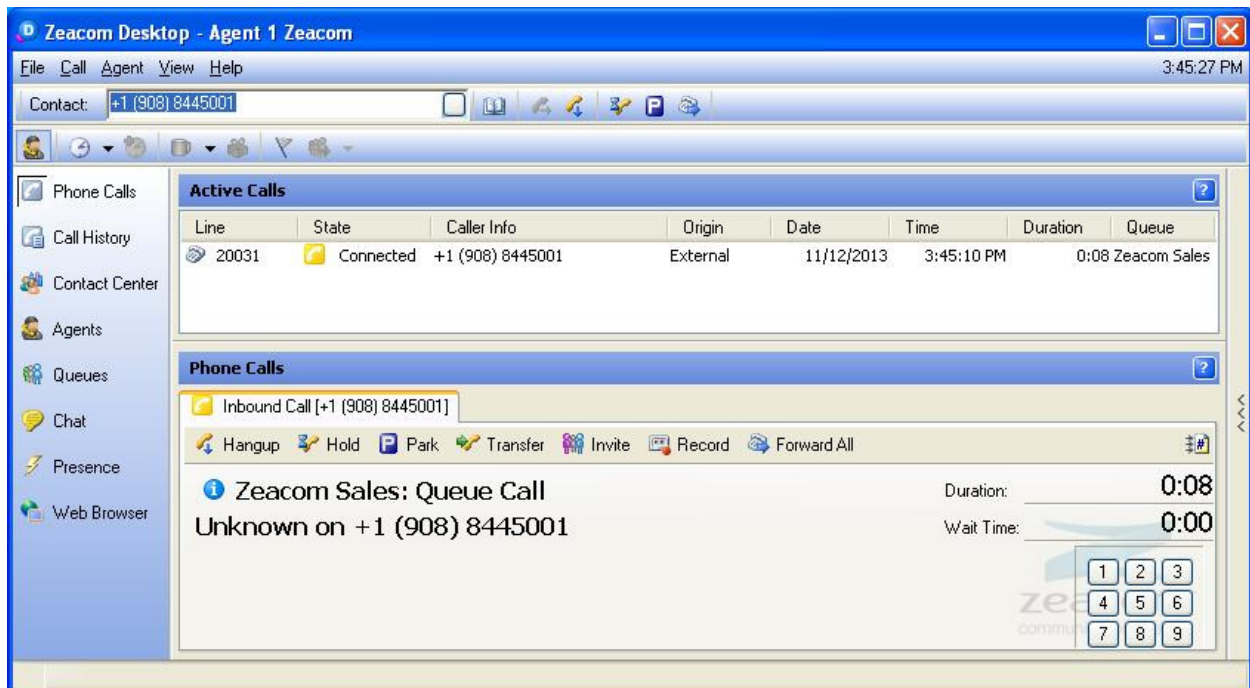 Zeacom Desktop - Agent 1 Zeacom
File Call Agent View Help 3:45:27 PM
Contact: +1 (908) 8445001
Phone Calls
Call History
Contact Center
Agents
Queues
Chat
Presence
Web Browser
Active Calls
Line State Caller Info Origin Date Time Duration Queue
20031 Connected +1 (908) 8445001 External 11/12/2013 3:45:10 PM 0:08 Zeacom Sales
Phone Calls
Inbound Call [+1 (908) 8445001]
Hangup Hold P Park Transfer Invite Record Forward All #
Zeacom Sales: Queue Call
Unknown on +1 (908) 8445001
Duration: 0:08
Wait Time: 0:00
1 2 3
4 5 6
7 8 9